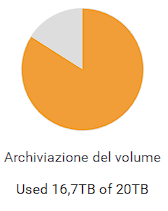 Archiviazione del volume
Used 16,7TB of 20TB